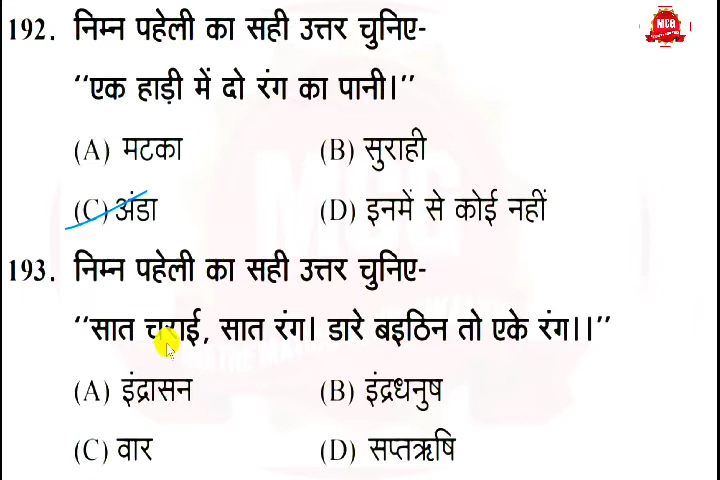 MCG
192. निम्न पहेली का सही उत्तर चुनिए-
“एक हाड़ी में दो रंग का पानी।”
(A) मटका (B) सुराही
(C) अंडा (D) इनमें से कोई नहीं
193. निम्न पहेली का सही उत्तर चुनिए-
“सात चराई, सात रंग। डारे बइठिन तो एके रंग।।”
(A) इंद्रासन (B) इंद्रधनुष
(C) वार (D) सप्तऋषि